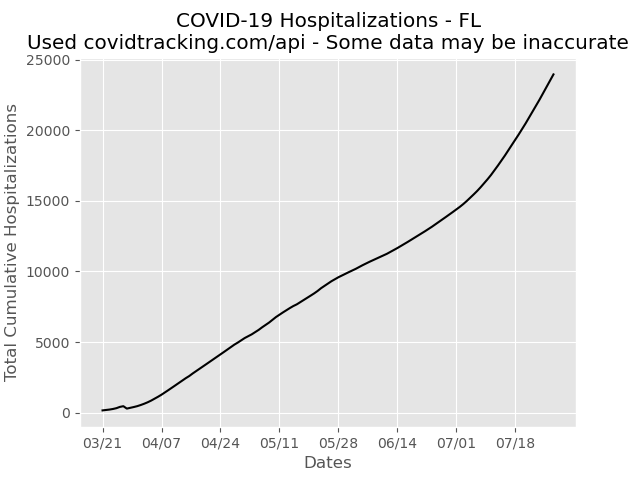 COVID-19 Hospitalizations - FL
Used covidtracking.com/api - Some data may be inaccurate
Total Cumulative Hospitalizations
25000
20000
15000
10000
5000
0
03/21 04/07 04/24 05/11 05/28 06/14 07/01 07/18
Dates